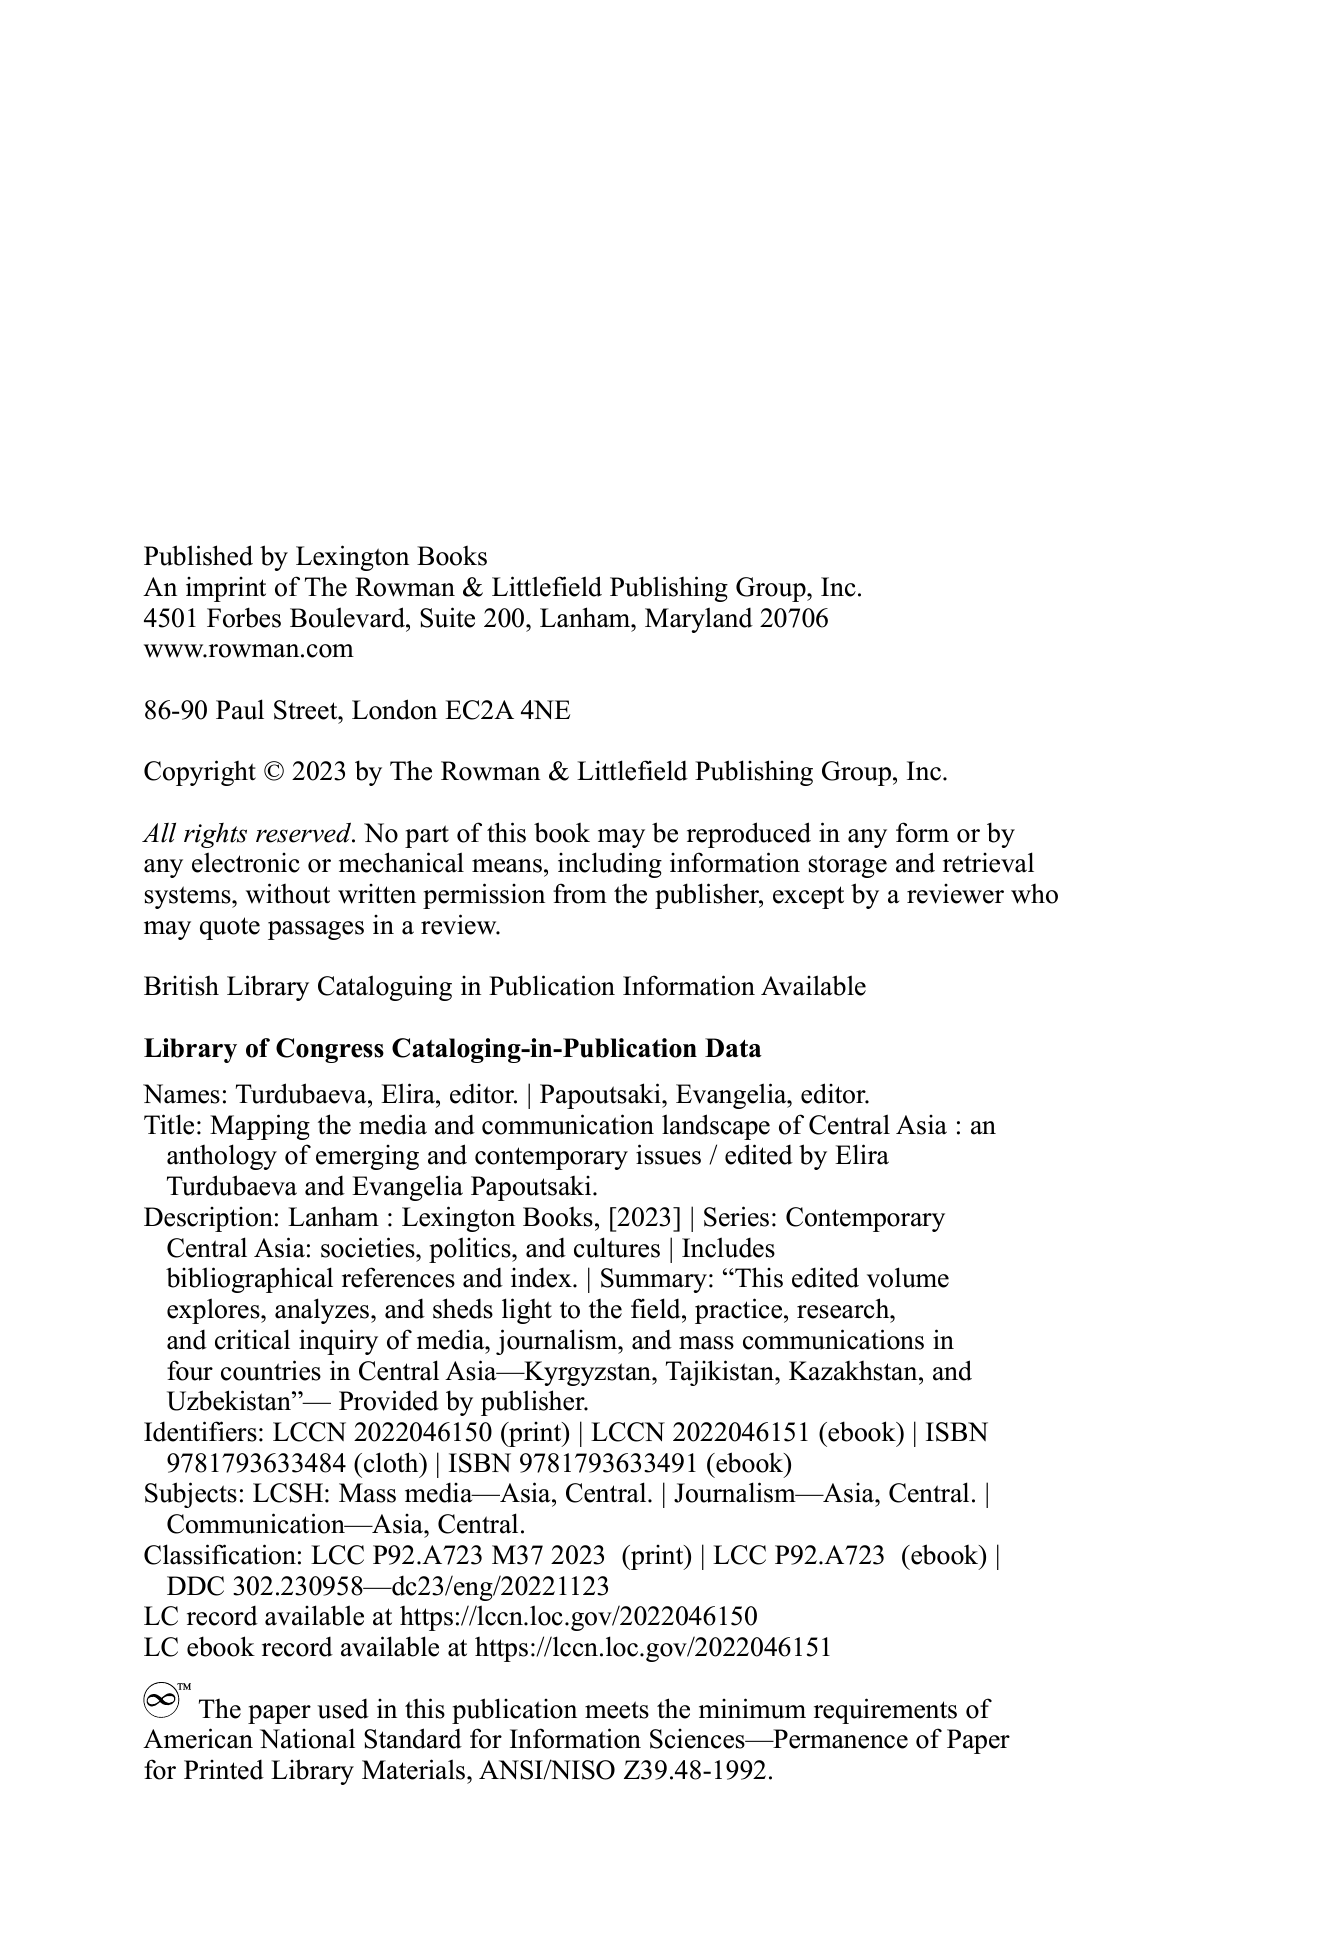 Published by Lexington Books
An imprint of The Rowman & Littlefield Publishing Group, Inc.
4501 Forbes Boulevard, Suite 200, Lanham, Maryland 20706
www.rowman.com
86-90 Paul Street, London EC2A 4NE
Copyright © 2023 by The Rowman & Littlefield Publishing Group, Inc.
All rights reserved. No part of this book may be reproduced in any form or by
any electronic or mechanical means, including information storage and retrieval
systems, without written permission from the publisher, except by a reviewer who
may quote passages in a review.
British Library Cataloguing in Publication Information Available
Library of Congress Cataloging-in-Publication Data
Names: Turdubaeva, Elira, editor. | Papoutsaki, Evangelia, editor.
Title: Mapping the media and communication landscape of Central Asia : an
anthology of emerging and contemporary issues / edited by Elira
Turdubaeva and Evangelia Papoutsaki.
Description: Lanham : Lexington Books, [2023] | Series: Contemporary
Central Asia: societies, politics, and cultures | Includes
bibliographical references and index. | Summary: “This edited volume
explores, analyzes, and sheds light to the field, practice, research,
and critical inquiry of media, journalism, and mass communications in
four countries in Central Asia—Kyrgyzstan, Tajikistan, Kazakhstan, and
Uzbekistan”— Provided by publisher.
Identifiers: LCCN 2022046150 (print) | LCCN 2022046151 (ebook) | ISBN
9781793633484 (cloth) | ISBN 9781793633491 (ebook)
Subjects: LCSH: Mass media—Asia, Central. | Journalism—Asia, Central. |
Communication—Asia, Central.
Classification: LCC P92.A723 M37 2023  (print) | LCC P92.A723  (ebook) |
DDC 302.230958—dc23/eng/20221123
LC record available at https://lccn.loc.gov/2022046150
LC ebook record available at https://lccn.loc.gov/2022046151
♾™ The paper used in this publication meets the minimum requirements of
American National Standard for Information Sciences—Permanence of Paper
for Printed Library Materials, ANSI/NISO Z39.48-1992.